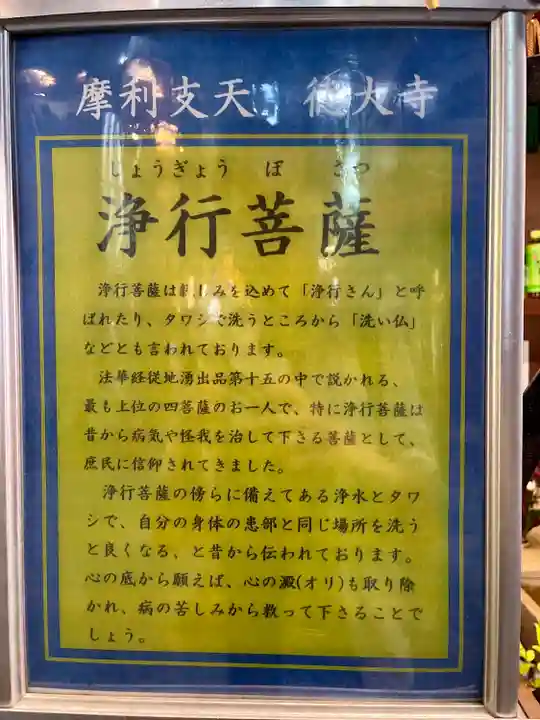 摩利支天 徳大寺
じょうぎょう ぼ さつ
浄行菩薩
浄行菩薩は親しみを込めて「浄行さん」と呼
ばれたり、タワシで洗うところから「洗い仏」
などとも言われております。
法華経従地湧出品第十五の中で説かれる、
最も上位の四菩薩のお一人で、特に浄行菩薩は
昔から病気や怪我を治して下さる菩薩として、
庶民に信仰されてきました。
浄行菩薩の傍らに備えてある浄水とタワ
シで、自分の身体の患部と同じ場所を洗う
と良くなる、と昔から伝わられております。
心の底から願えば、心の澱(オリ)も取り除
かれ、病の苦しみから救って下さることで
しょう。